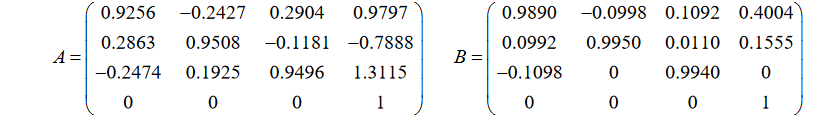 0.9256 −0.2427 0.2904 0.9797 0.9890 −0.0998 0.1092 0.4004
0.2863 0.9508 −0.1181 −0.7888 0.0992 0.9950 0.0110 0.1555
A = B =
−0.2474 0.1925 0.9496 1.3115 −0.1098 0 0.9940 0
0 0 0 1 0 0 0 1